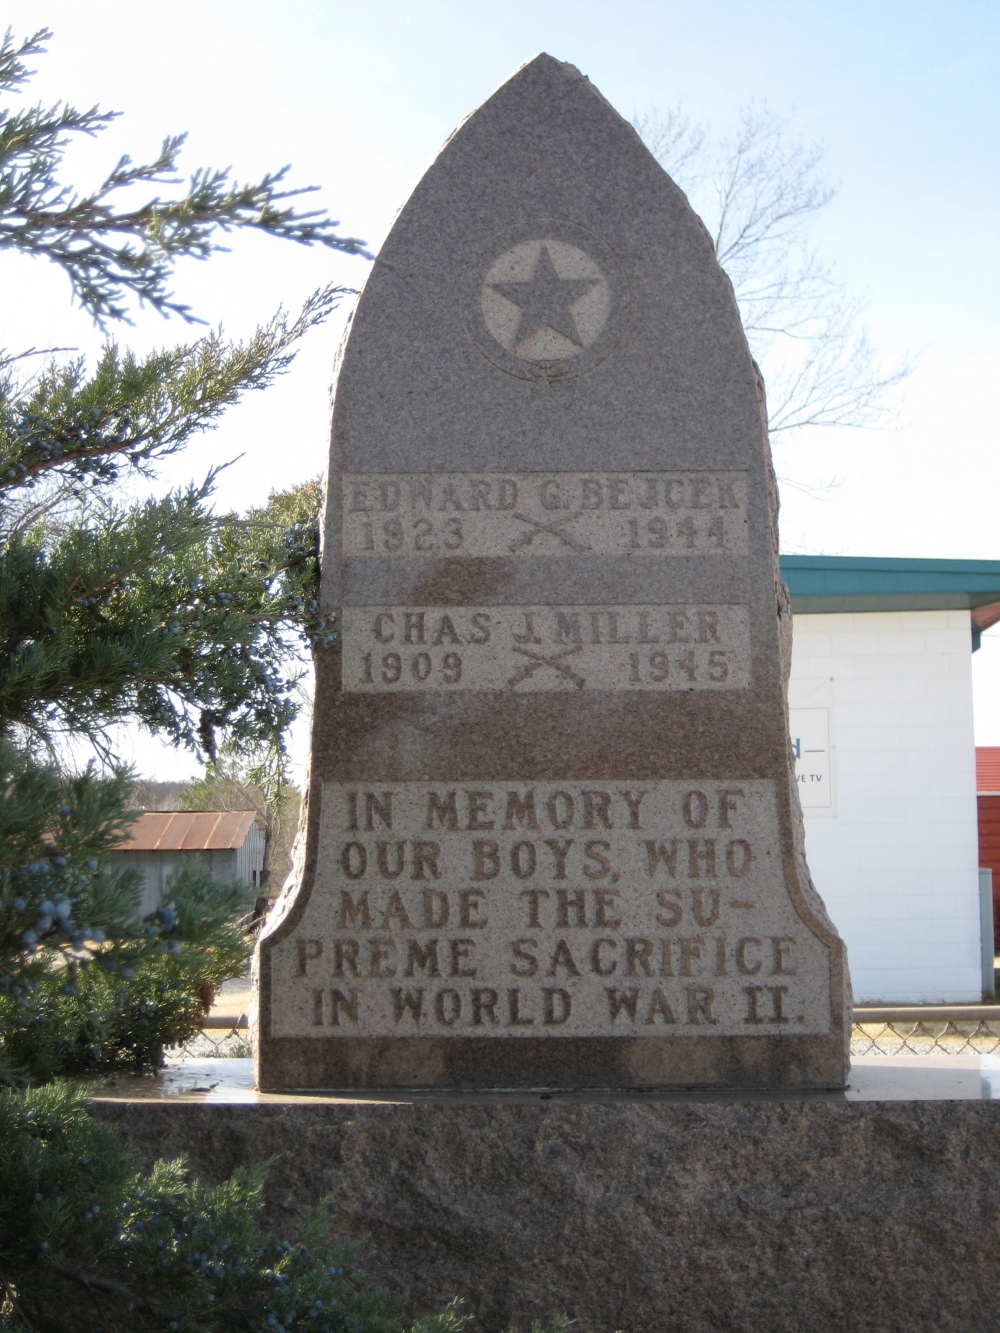 EDWARD G. BEJCEK
1923 1944
CHAS J. MILLER
1909 1945
IN MEMORY OF
OUR BOYS, WHO
MADE THE SU-
PREME SACRIFICE
IN WORLD WAR II.
TV